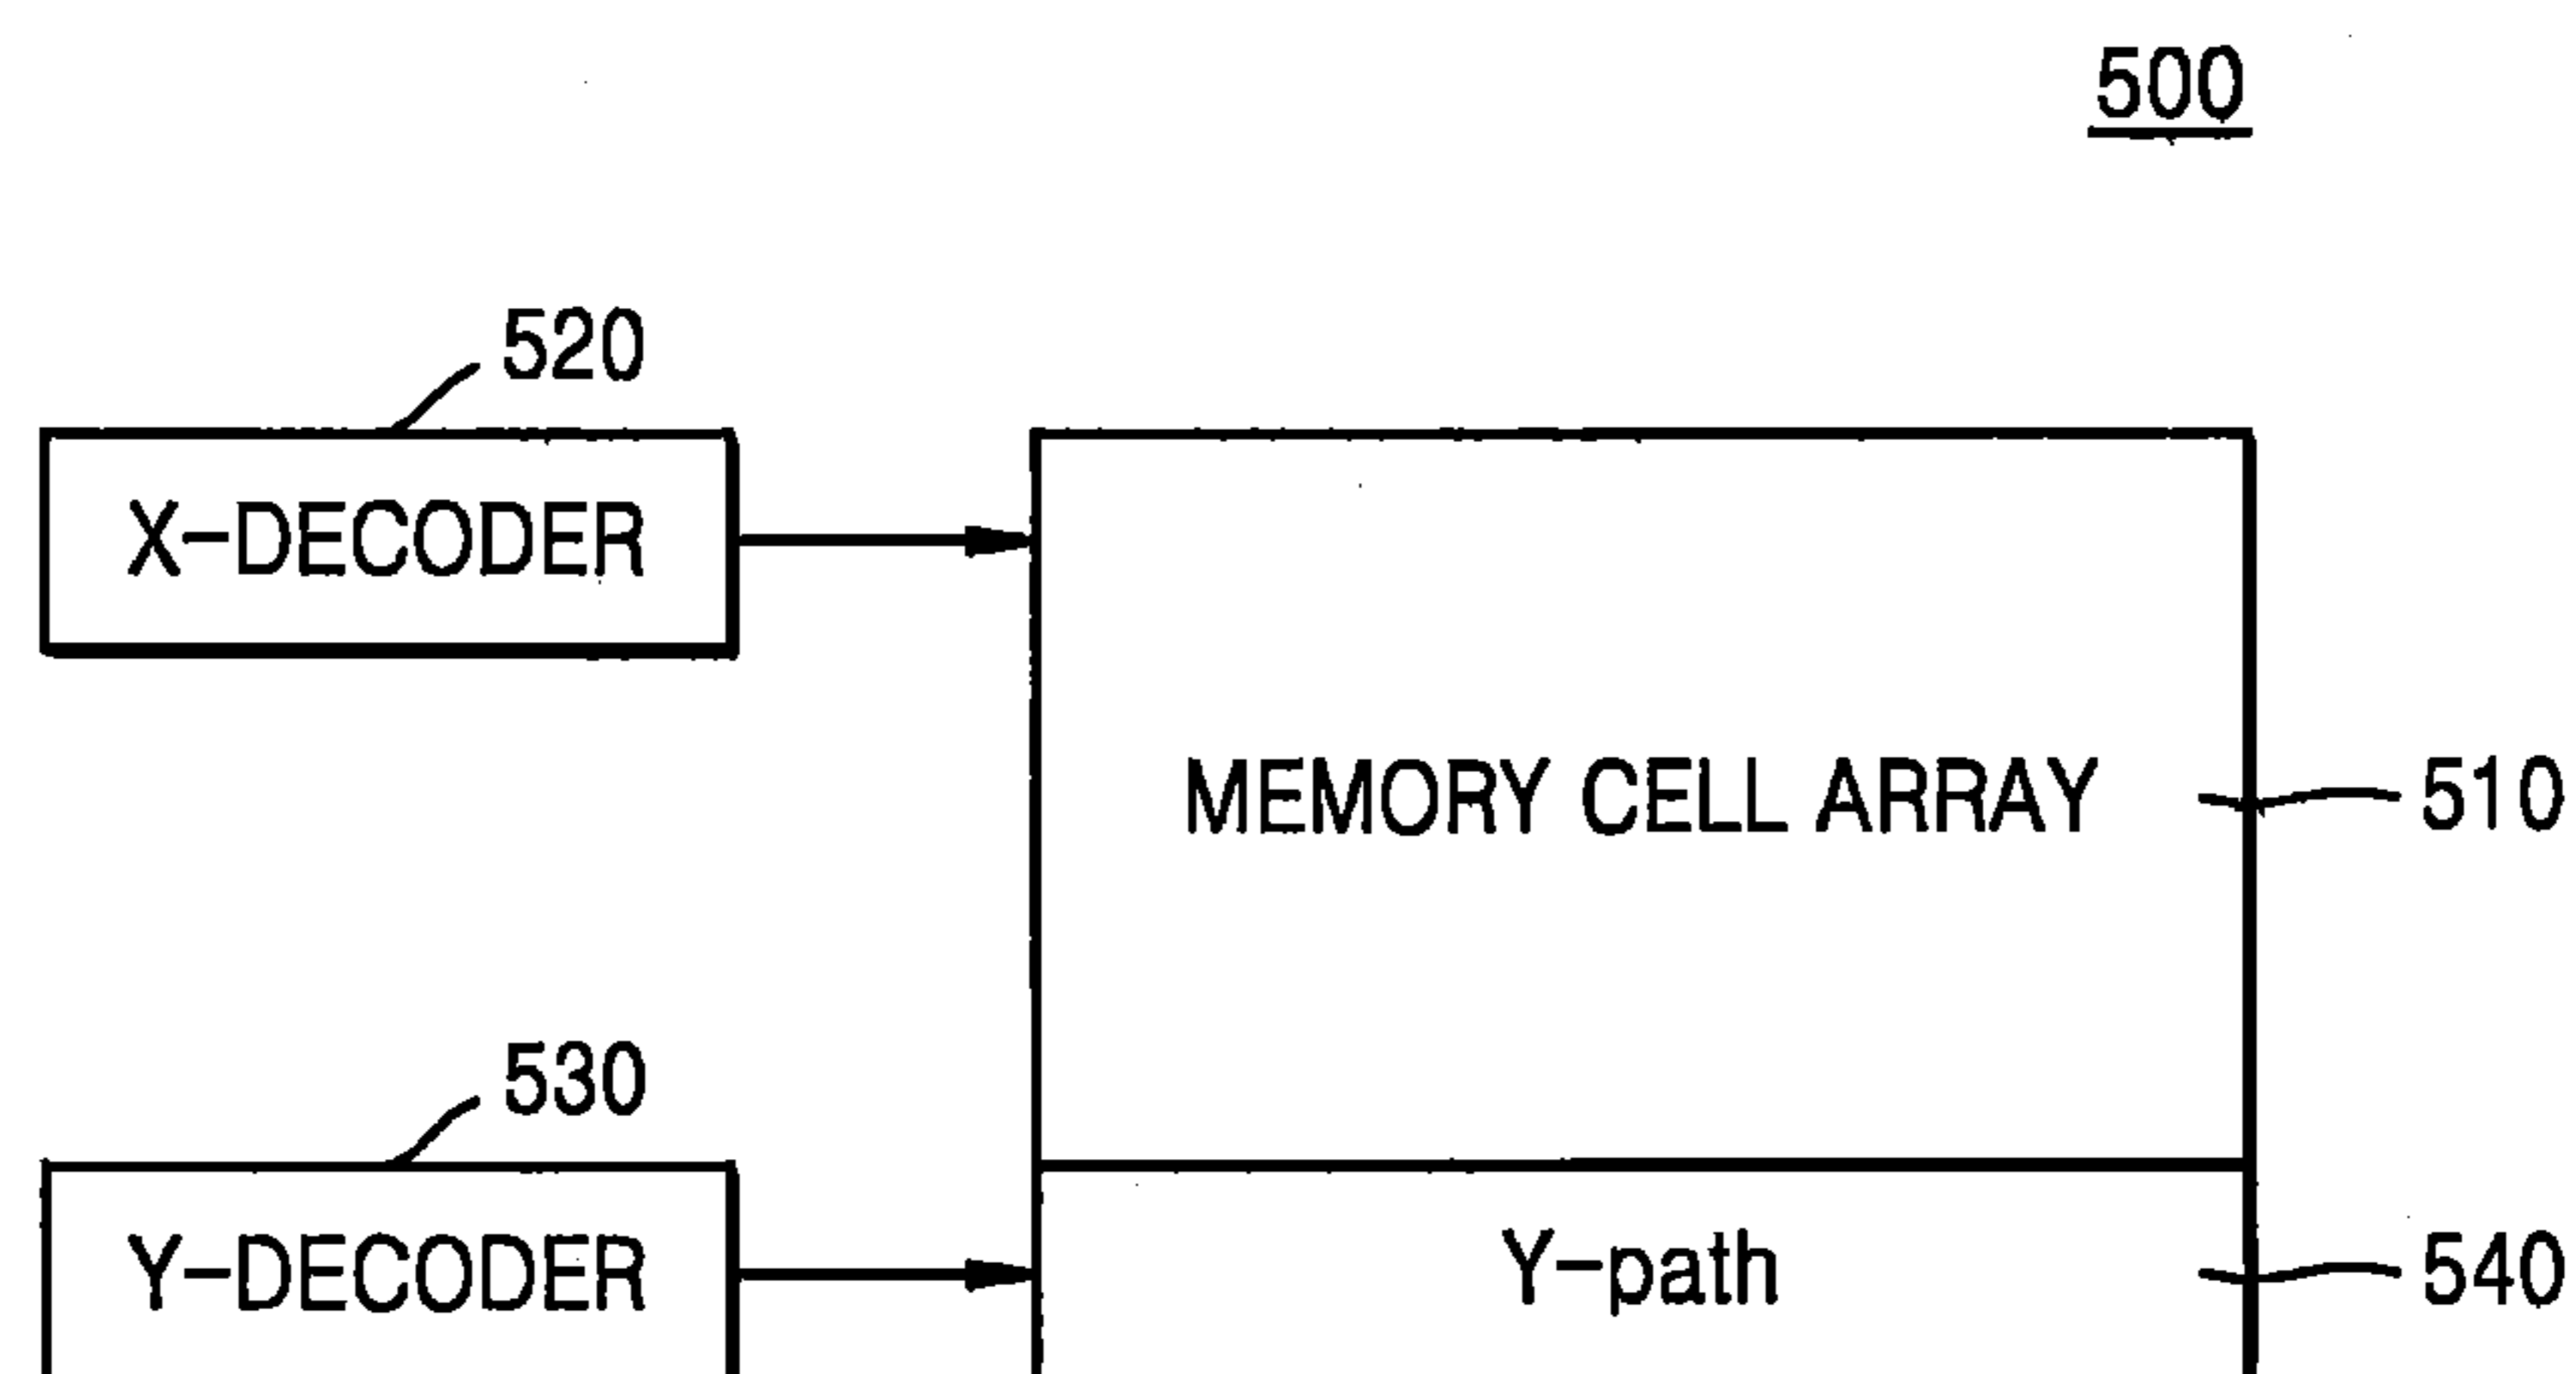 500
520
X-DECODER
MEMORY CELL ARRAY
510
530
Y-DECODER
Y-path
540